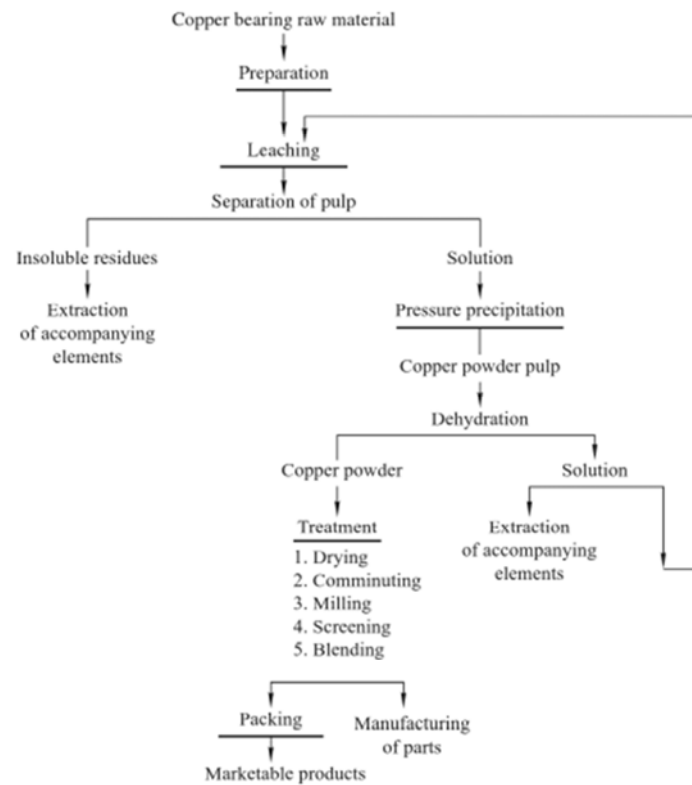 Copper bearing raw material
Preparation
Leaching
Separation of pulp
Insoluble residues
Solution
Extraction
of accompanying
elements
Pressure precipitation
Copper powder pulp
Dehydration
Copper powder
Solution
Treatment
1. Drying
2. Comminuting
3. Milling
4. Screening
5. Blending
Extraction
of accompanying
elements
Packing
Manufacturing
of parts
Marketable products